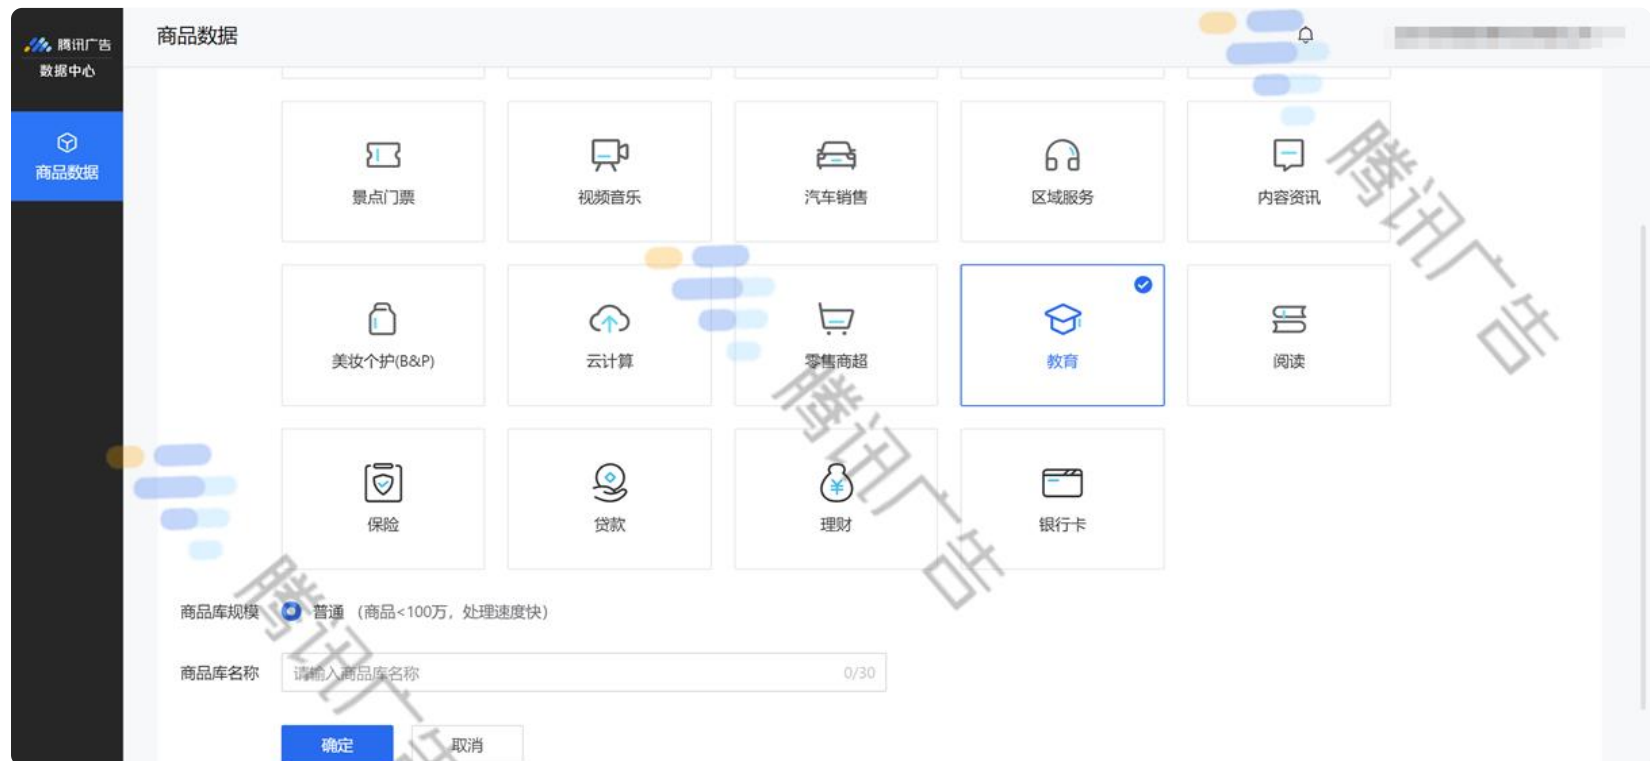 腾讯广告
数据中心
商品数据
商品数据
景点门票
视频音乐
汽车销售
区域服务
内容资讯
美妆个护(B&P)
云计算
零售商超
教育
阅读
保险
贷款
理财
银行卡
商品库规模
普通 (商品<100万，处理速度快)
商品库名称
请输入商品库名称
0/30
确定
取消
腾讯广告
腾讯广告
腾讯广告